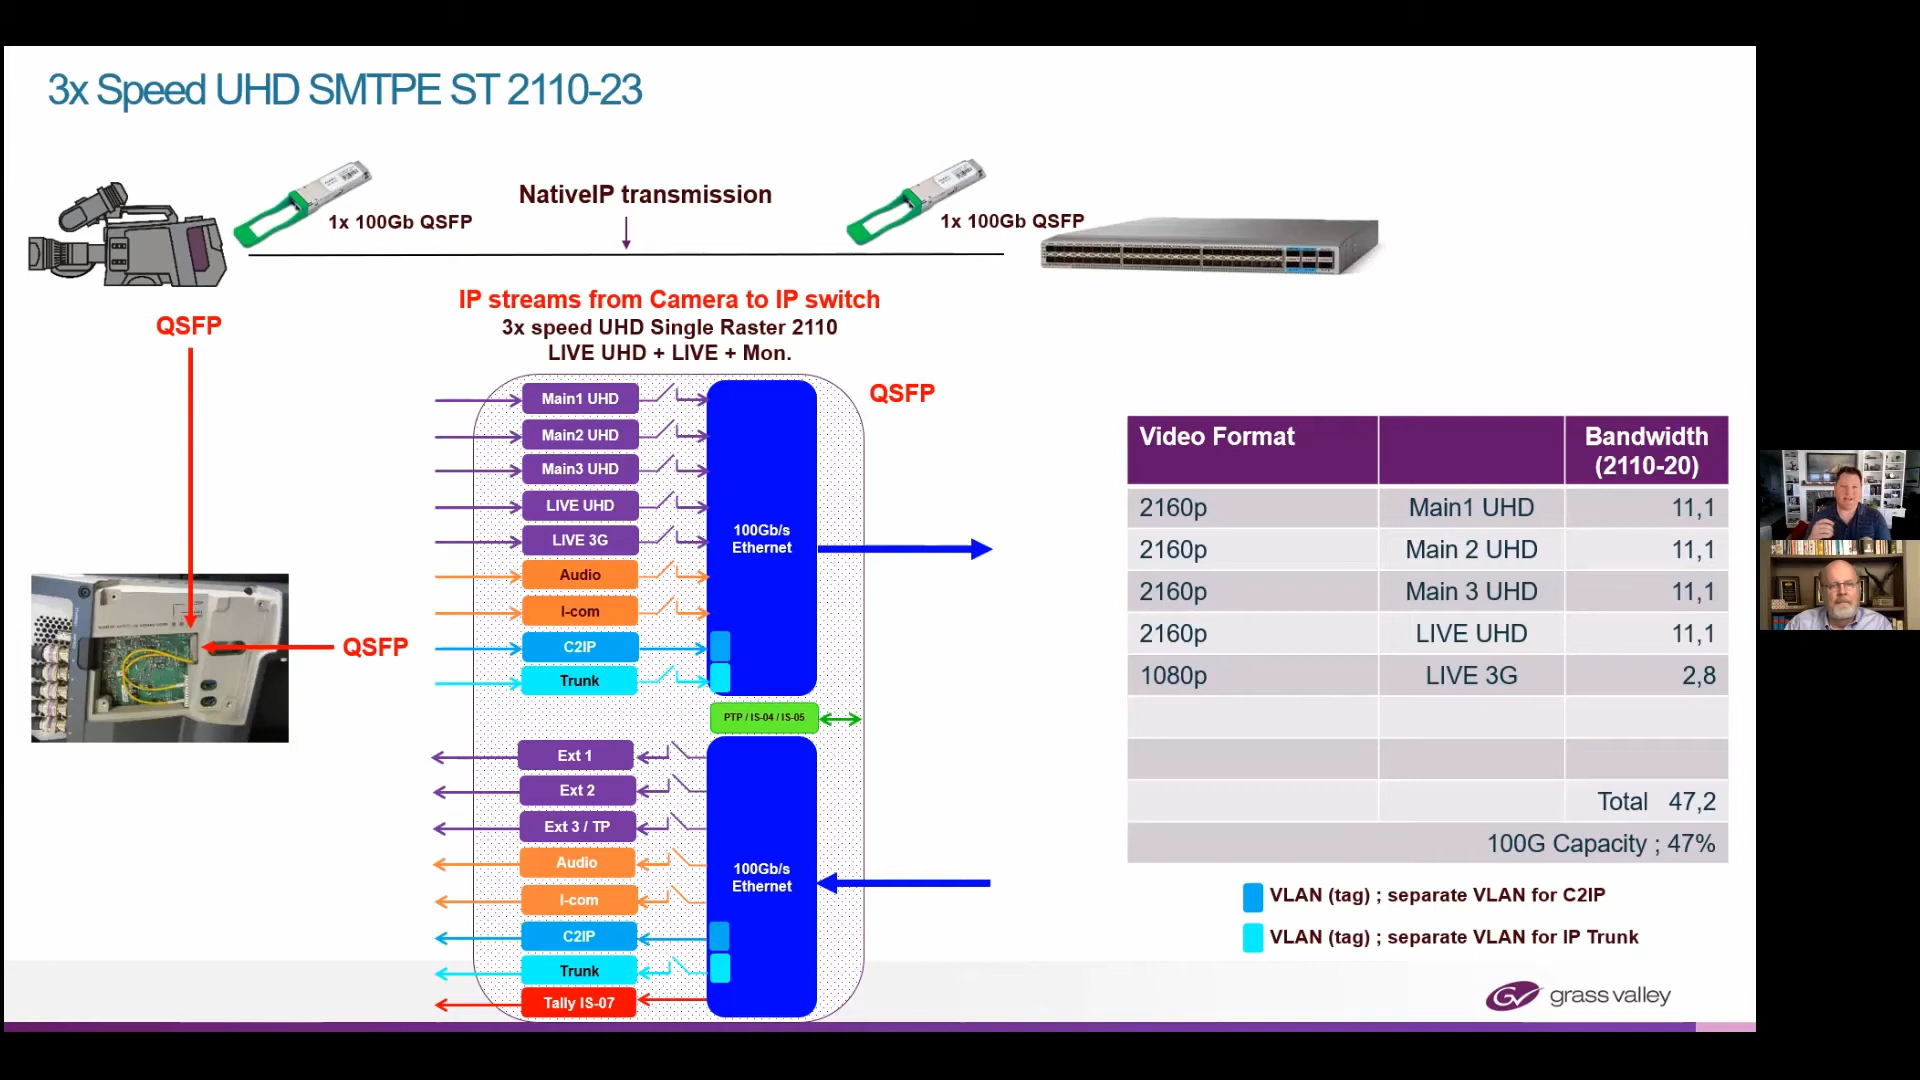 3x Speed UHD SMTPE ST 2110-23
1x 100Gb QSFP
NativeIP transmission
1x 100Gb QSFP
QSFP
IP streams from Camera to IP switch
3x speed UHD Single Raster 2110
LIVE UHD + LIVE + Mon.
QSFP
Main1 UHD
Main2 UHD
Main3 UHD
LIVE UHD
LIVE 3G
Audio
I-com
C2IP
Trunk
100Gb/s
Ethernet
QSFP
PTP / IS-04 / IS-05
Ext 1
Ext 2
Ext 3 / TP
Audio
I-com
C2IP
Trunk
Tally IS-07
100Gb/s
Ethernet
Video Format Bandwidth
(2110-20)
2160p Main1 UHD 11,1
2160p Main 2 UHD 11,1
2160p Main 3 UHD 11,1
2160p LIVE UHD 11,1
1080p LIVE 3G 2,8
Total 47,2
100G Capacity ; 47%
VLAN (tag) ; separate VLAN for C2IP
VLAN (tag) ; separate VLAN for IP Trunk
GV grass valley